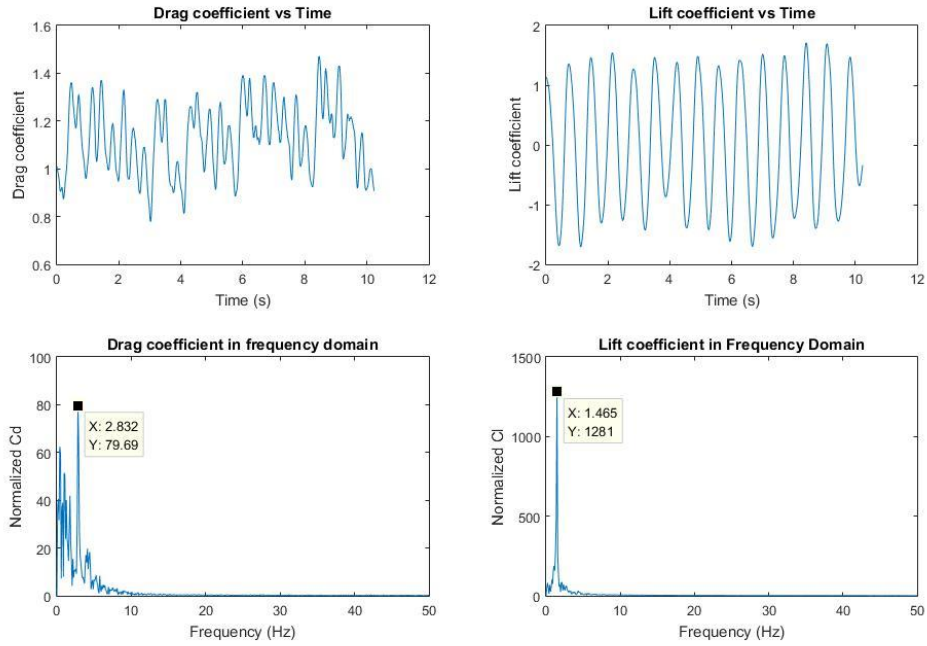 Drag coefficient vs Time
1.6
1.4
1.2
1
0.8
0.6
Drag coefficient
0 2 4 6 8 10 12
Time (s)
Lift coefficient vs Time
2
1
0
-1
-2
Lift coefficient
0 2 4 6 8 10 12
Time (s)
Drag coefficient in frequency domain
100
80
60
40
20
0
Normalized Cd
X: 2.832
Y: 79.69
0 10 20 30 40 50
Frequency (Hz)
Lift coefficient in Frequency Domain
1500
1000
500
0
Normalized Cl
X: 1.465
Y: 1281
0 10 20 30 40 50
Frequency (Hz)